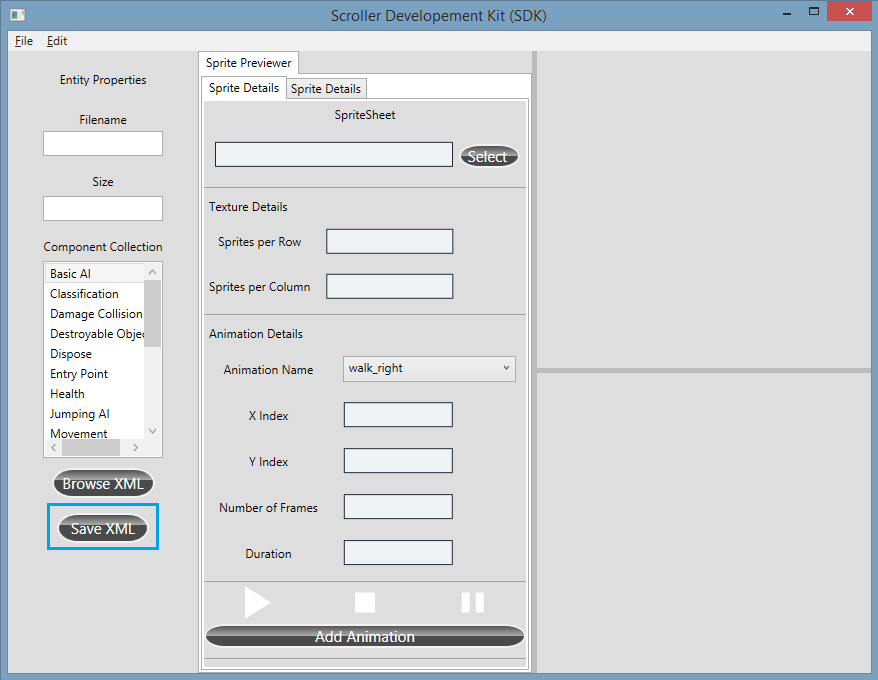 Scroller Developement Kit (SDK)
File Edit
Entity Properties
Filename
Size
Component Collection
Basic AI
Classification
Damage Collision
Destroyable Objec
Dispose
Entry Point
Health
Jumping AI
Movement
Browse XML
Save XML
Sprite Previewer
Sprite Details Sprite Details
SpriteSheet
Select
Texture Details
Sprites per Row
Sprites per Column
Animation Details
Animation Name walk_right
X Index
Y Index
Number of Frames
Duration
Add Animation